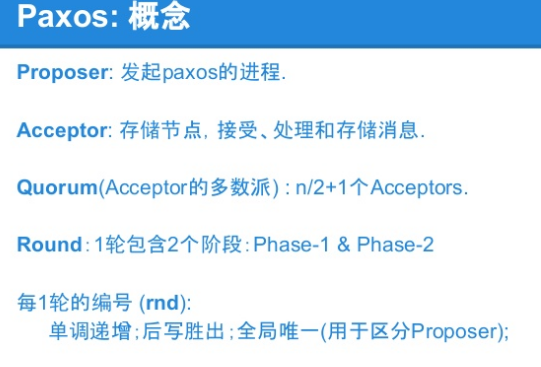 Paxos: 概念
Proposer: 发起paxos的进程.
Acceptor: 存储节点, 接受、处理和存储消息.
Quorum(Acceptor的多数派) : n/2+1个Acceptors.
Round : 1轮包含2个阶段: Phase-1 & Phase-2
每1轮的编号 (rnd):
单调递增; 后写胜出; 全局唯一(用于区分Proposer);